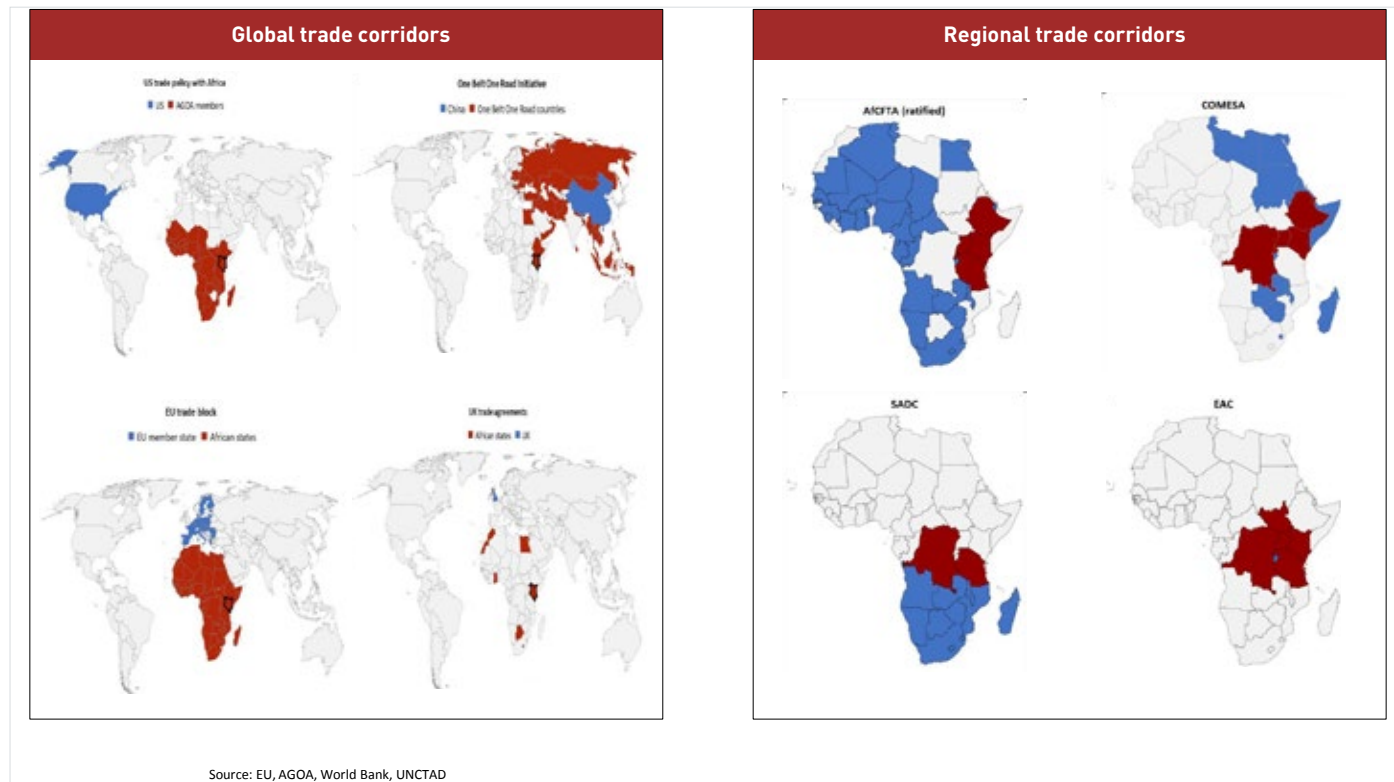 Global trade corridors
US trade policy with Africa
US AGOA members
One Belt One Road Initiative
China One Belt One Road countries
EU trade block
EU member state African states
UK trade agreements
African states UK
Regional trade corridors
AfCFTA (ratified)
COMESA
SADC
EAC
Source: EU, AGOA, World Bank, UNCTAD